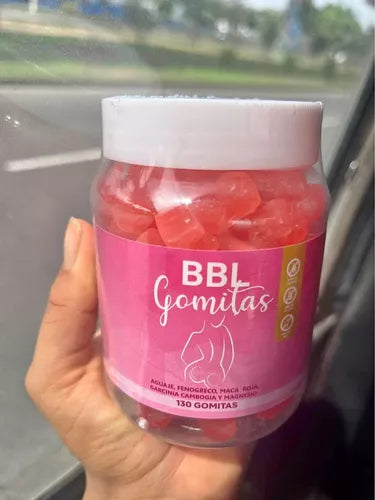 BBL
Gomitas
AGUAJE, FENOGRECO, MACA ROJA,
GARCINIA CAMBOGIA Y MAGNESIO
130 GOMITAS